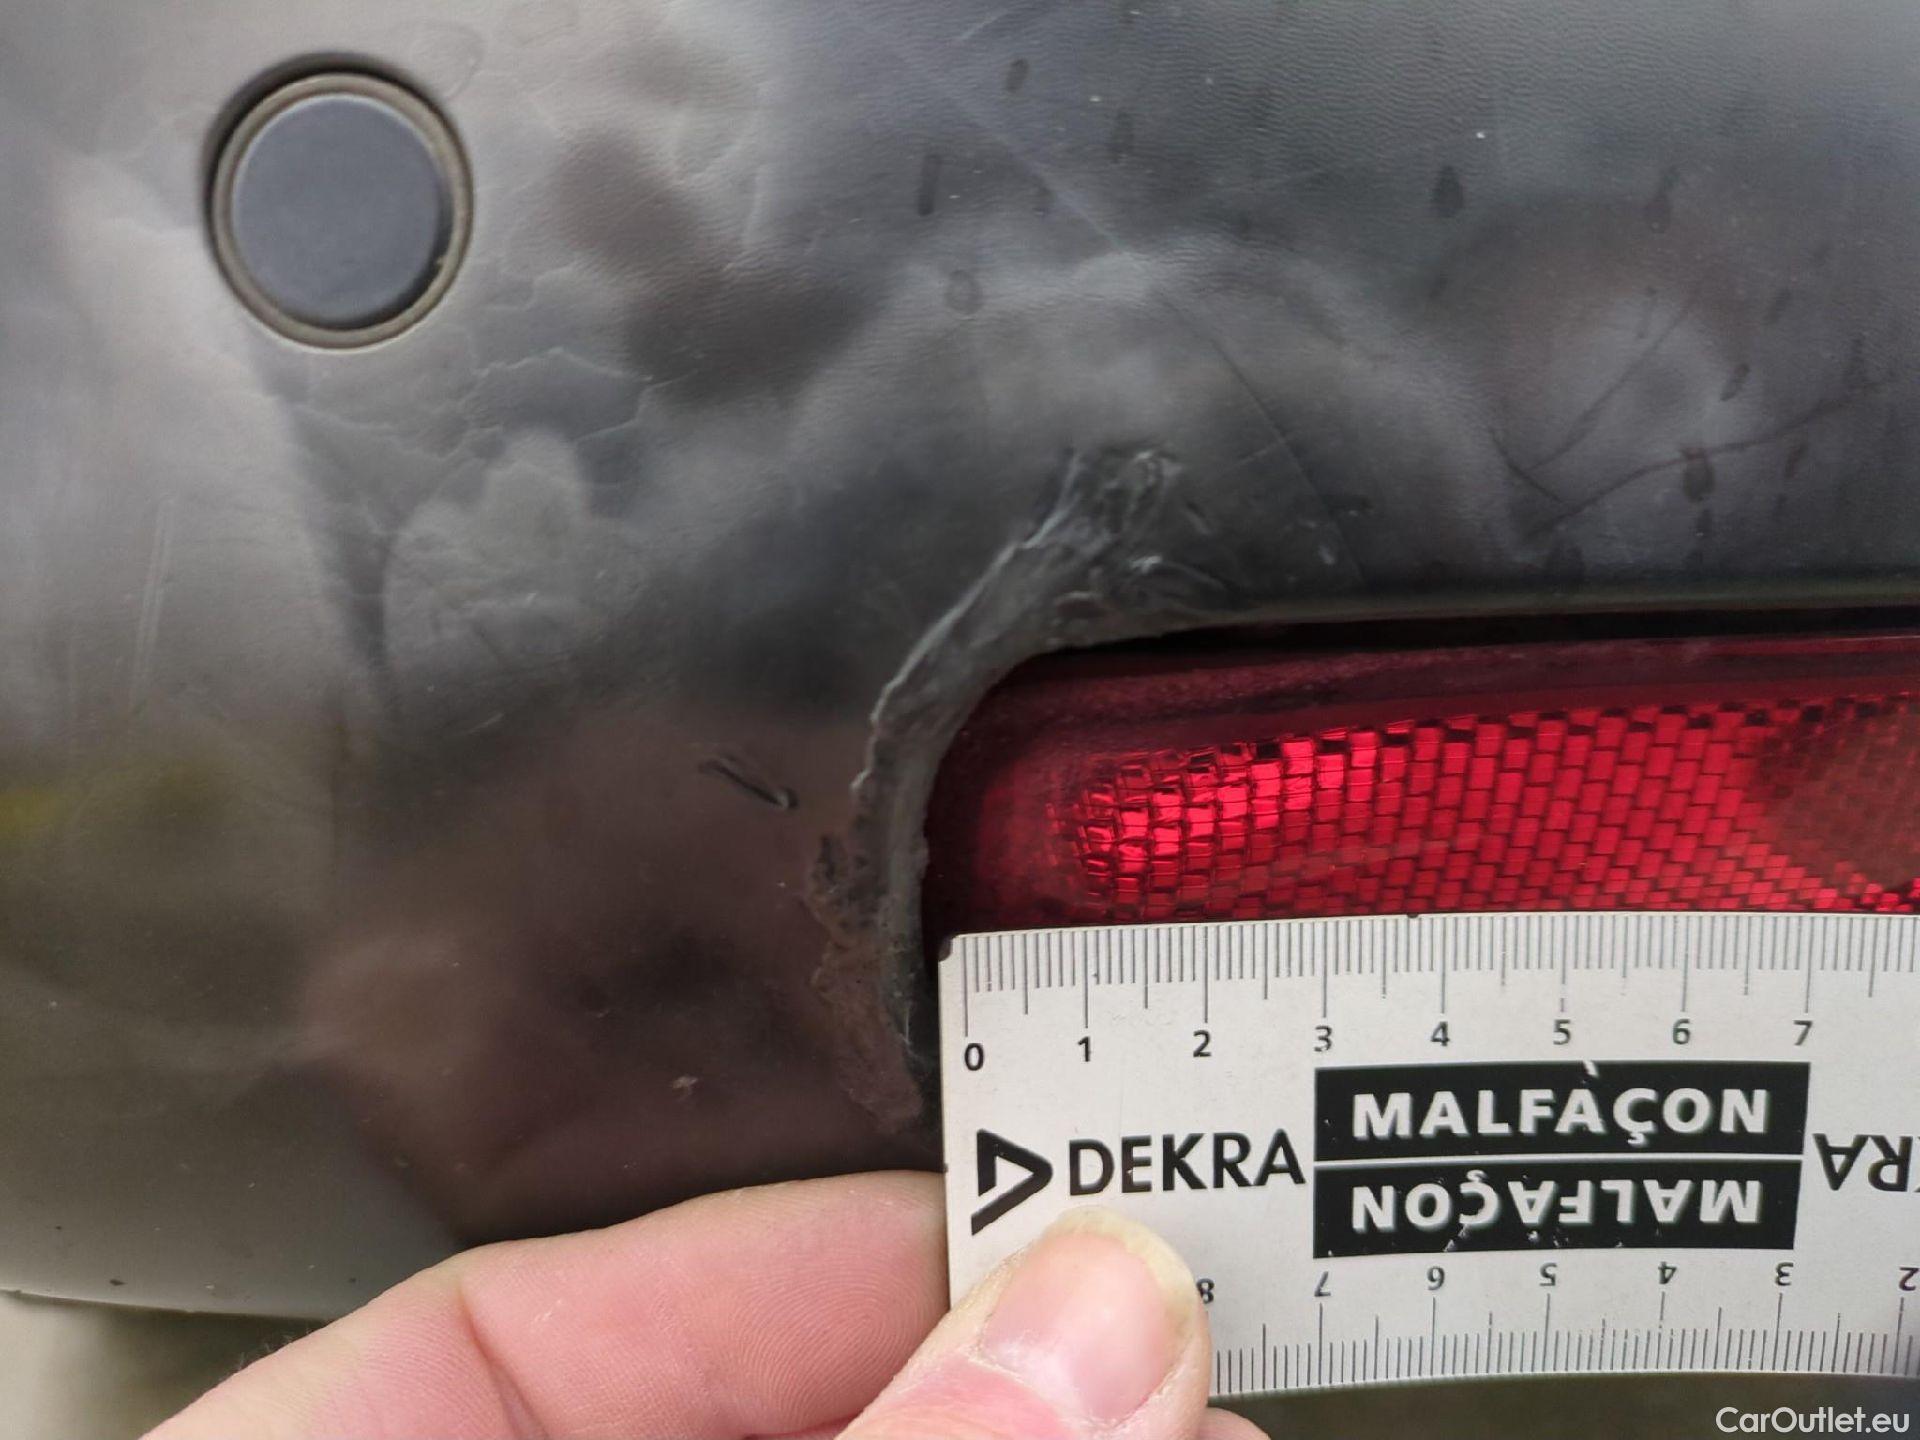 0 1 2 3 4 5 6 7
MALFAÇON
DEKRA
MALFAÇON
8 7 6 5 4 3 2
CarOutlet.eu